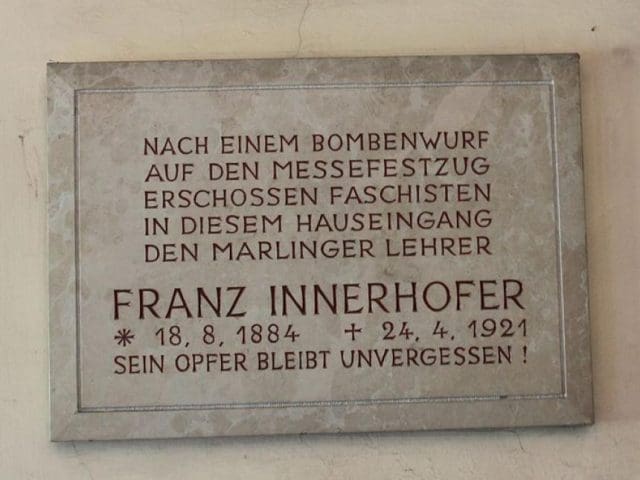 NACH EINEM BOMBENWURF
AUF DEN MESSEFESTZUG
ERSCHOSSEN FASCHISTEN
IN DIESEM HAUSEINGANG
DEN MARLINGER LEHRER
FRANZ INNERHOFER
* 18. 8. 1884 + 24. 4. 1921
SEIN OPFER BLEIBT UNVERGESSEN !